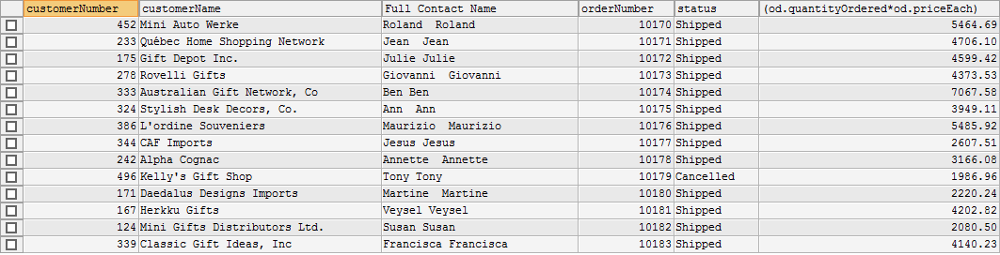 customerNumber customerName Full Contact Name orderNumber status (od.quantityOrdered*od.priceEach)
452 Mini Auto Werke Roland  Roland 10170 Shipped 5464.69
233 Québec Home Shopping Network Jean  Jean 10171 Shipped 4706.10
175 Gift Depot Inc. Julie Julie 10172 Shipped 4599.42
278 Rovelli Gifts Giovanni  Giovanni 10173 Shipped 4373.53
333 Australian Gift Network, Co Ben Ben 10174 Shipped 7067.58
324 Stylish Desk Decors, Co. Ann  Ann 10175 Shipped 3949.11
386 L'ordine Souveniers Maurizio  Maurizio 10176 Shipped 5485.92
344 CAF Imports Jesus Jesus 10177 Shipped 2607.51
242 Alpha Cognac Annette  Annette 10178 Shipped 3166.08
496 Kelly's Gift Shop Tony Tony 10179 Cancelled 1986.96
171 Daedalus Designs Imports Martine  Martine 10180 Shipped 2220.24
167 Herkku Gifts Veysel Veysel 10181 Shipped 4202.82
124 Mini Gifts Distributors Ltd. Susan Susan 10182 Shipped 2080.50
339 Classic Gift Ideas, Inc Francisca Francisca 10183 Shipped 4140.23